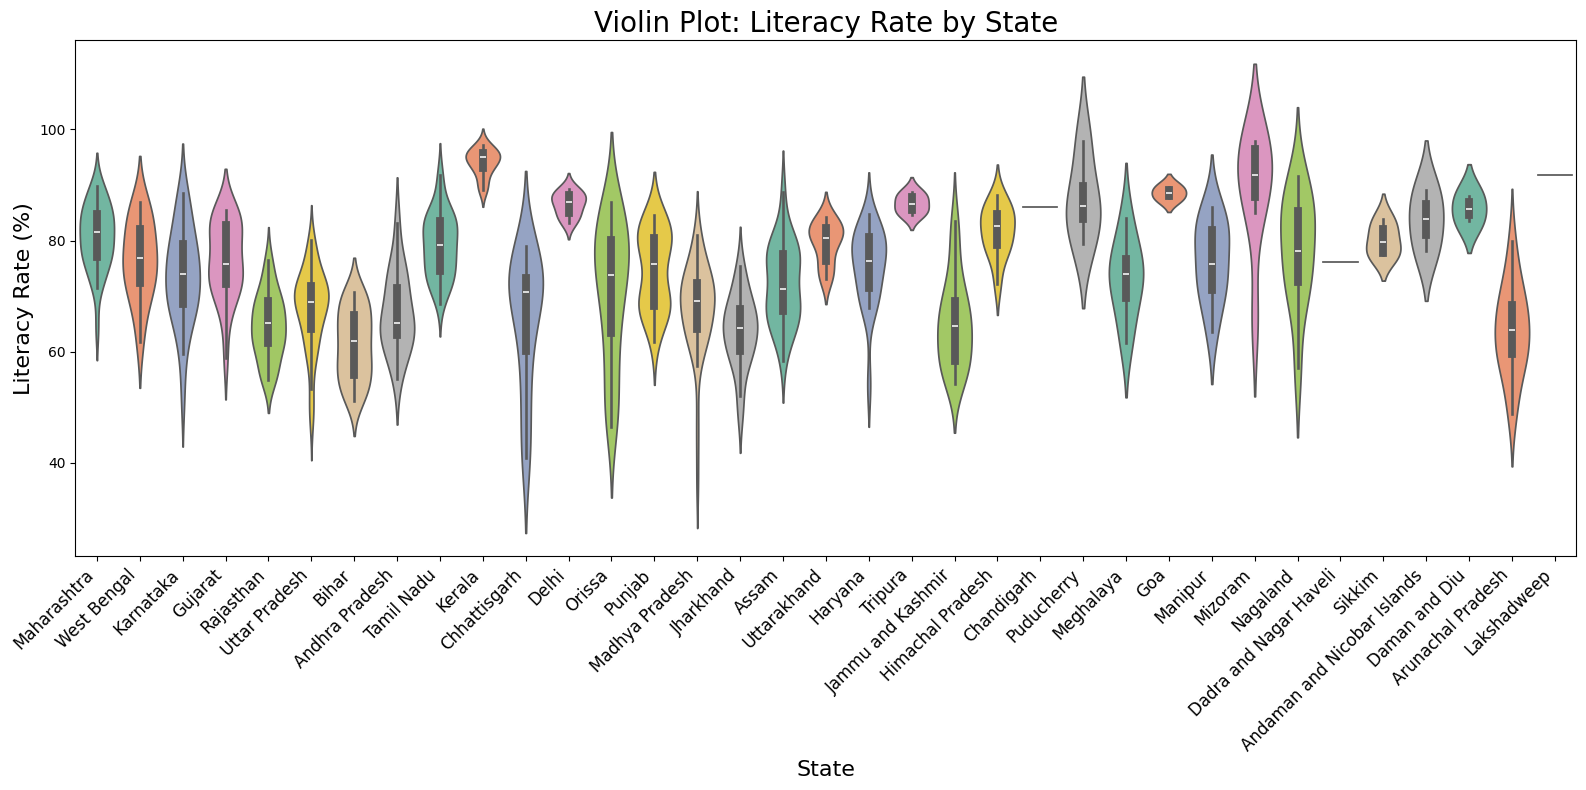 Violin Plot: Literacy Rate by State
Literacy Rate (%)
100
80
60
40
Maharashtra
West Bengal
Karnataka
Gujarat
Rajasthan
Uttar Pradesh
Bihar
Andhra Pradesh
Tamil Nadu
Kerala
Chhattisgarh
Delhi
Orissa
Punjab
Madhya Pradesh
Jharkhand
Assam
Uttarakhand
Haryana
Tripura
Jammu and Kashmir
Himachal Pradesh
Chandigarh
Puducherry
Meghalaya
Goa
Manipur
Mizoram
Nagaland
Dadra and Nagar Haveli
Sikkim
Andaman and Nicobar Islands
Daman and Diu
Arunachal Pradesh
Lakshadweep
State